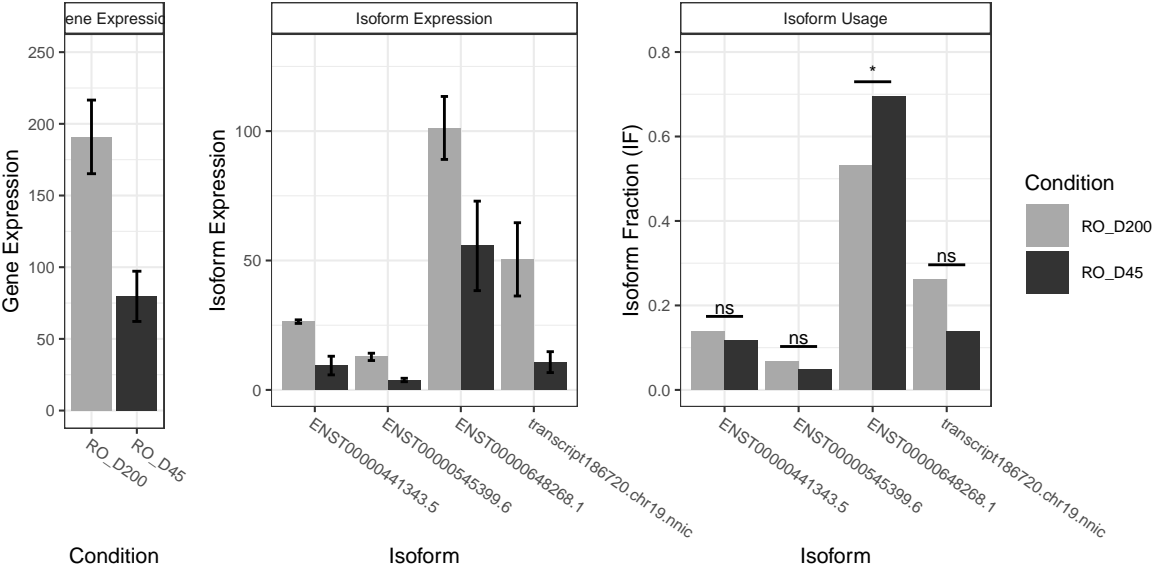 ene Expressio
Gene Expression
250
200
150
100
50
0
RO_D200
RO_D45
Condition
Isoform Expression
Isoform Expression
100
50
0
ENST00000441343.5
ENST00000545399.6
ENST00000648268.1
transcript186720.chr19.nnic
Isoform
Isoform Usage
Isoform Fraction (IF)
0.8
0.6
0.4
0.2
0.0
ns
ns
*
ns
ENST00000441343.5
ENST00000545399.6
ENST00000648268.1
transcript186720.chr19.nnic
Isoform
Condition
RO_D200
RO_D45